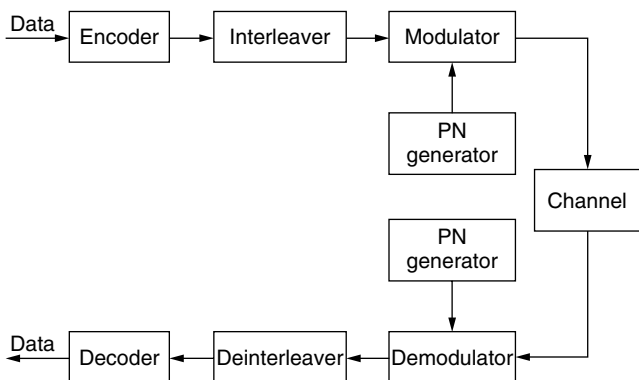 Data
Encoder
Interleaver
Modulator
PN
generator
Channel
PN
generator
Data
Decoder
Deinterleaver
Demodulator